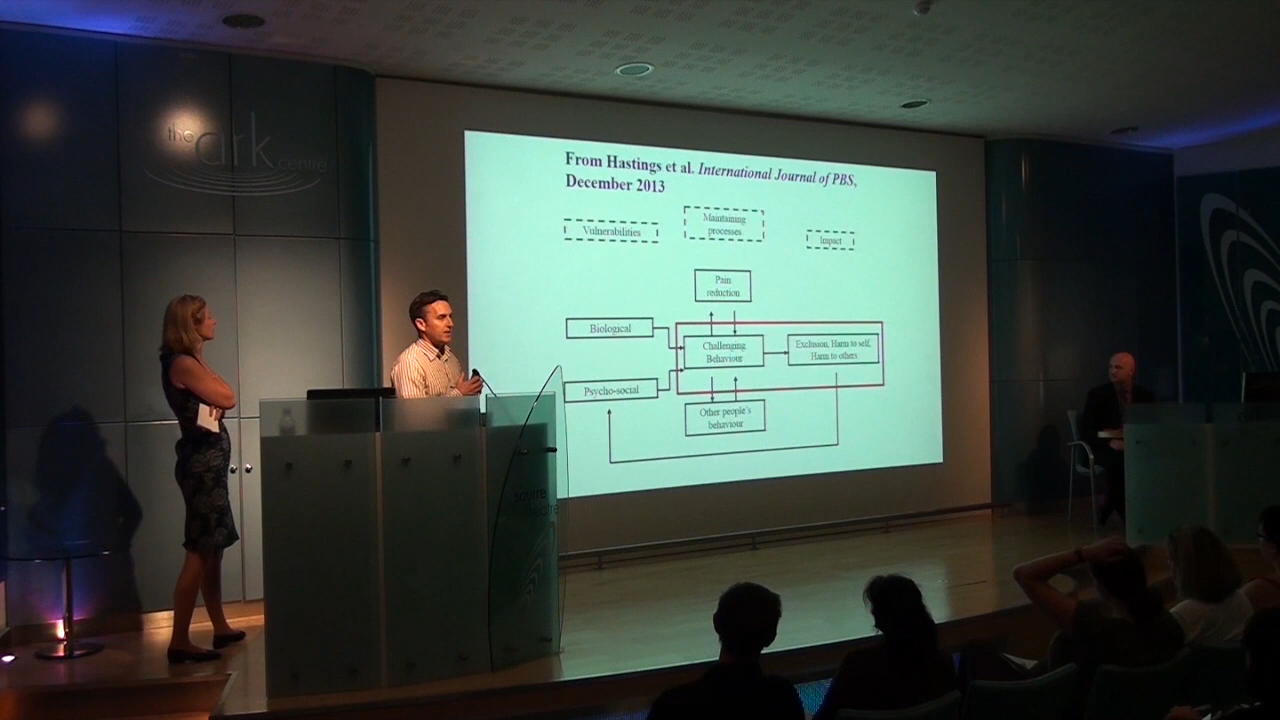 the ark centre
From Hastings et al. International Journal of PBS,
December 2013
Vulnerabilities
Maintaining
processes
Impact
Pain
reduction
Biological
Challenging
Behaviour
Exclusion, Harm to self,
Harm to others
Psycho-social
Other people's
behaviour